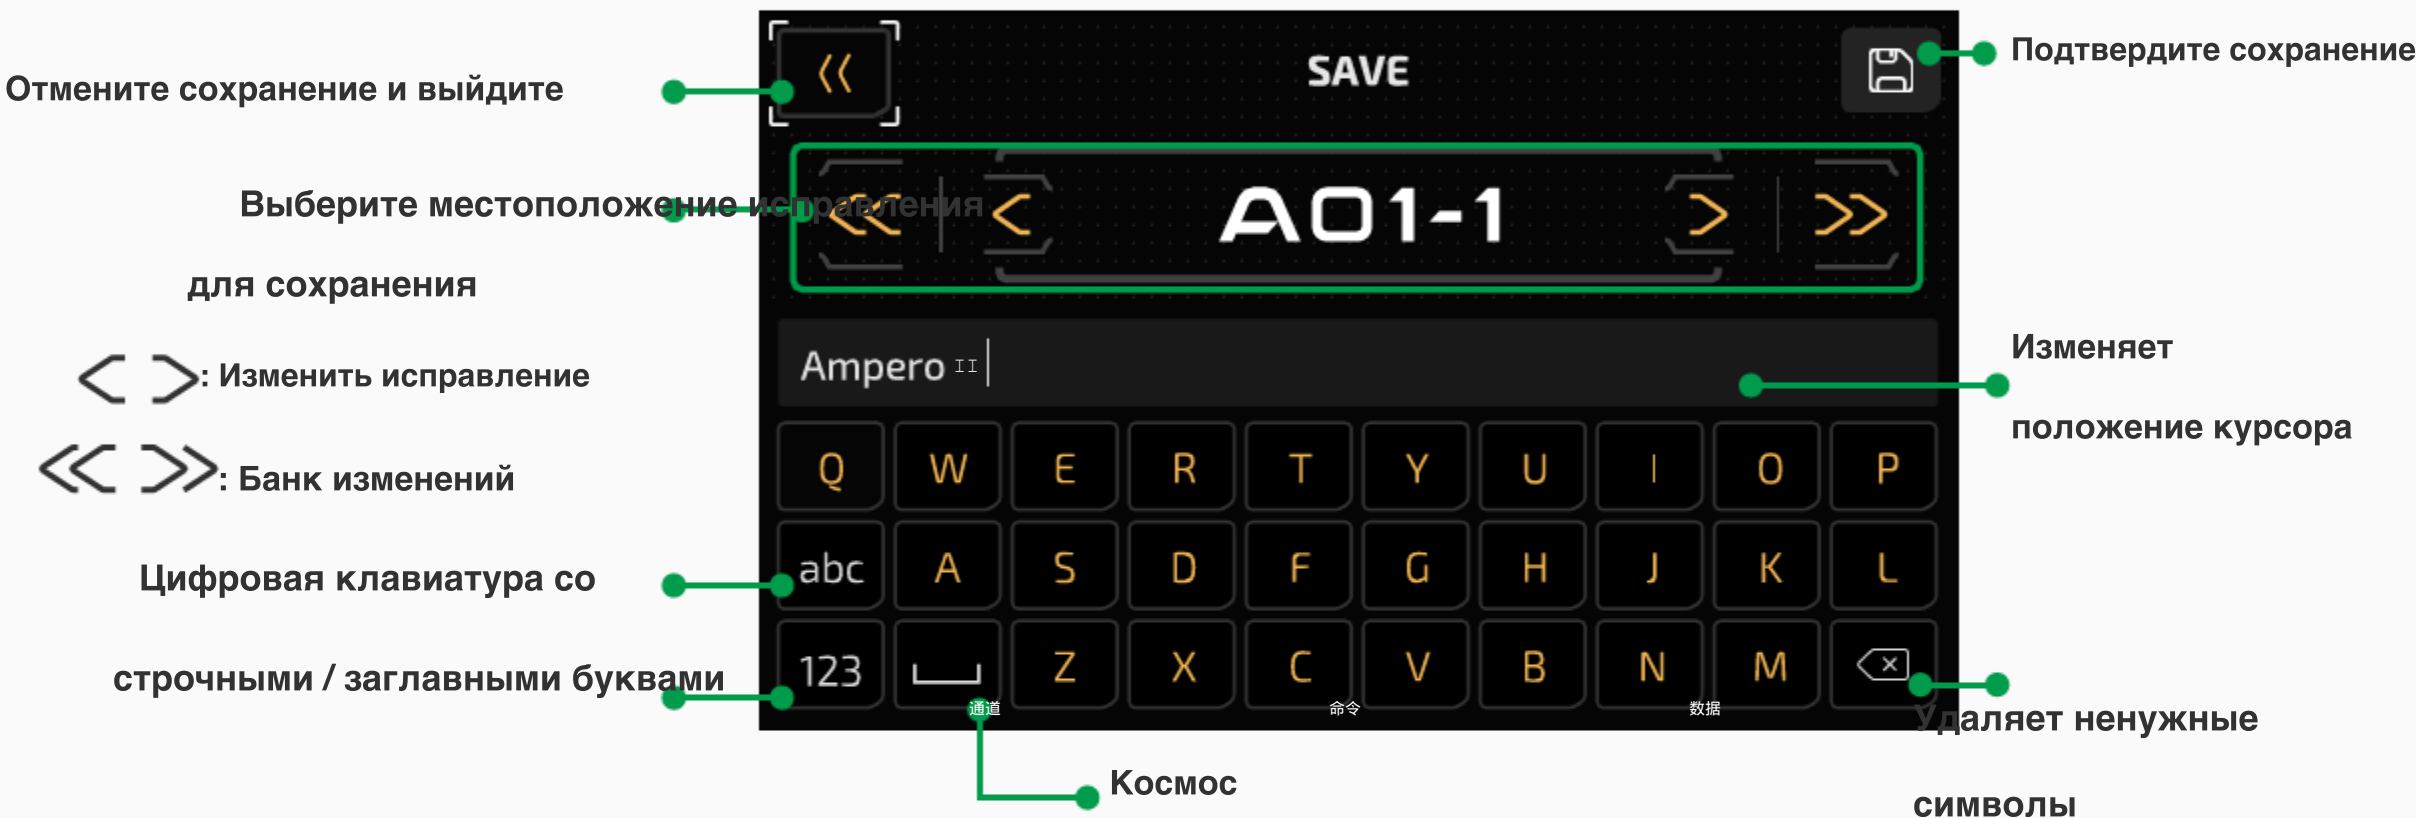 SAVE
Подтвердите сохранение
Отмените сохранение и выйдите
Выберите местоположение исправления
для сохранения
A01-1
: Изменить исправление
: Банк изменений
Ampero II
Изменяет
положение курсора
Q W E R T Y U I O P
abc A S D F G H J K L
123 Z X C V B N M
Цифровая клавиатура со
строчными / заглавными буквами
通道 命令 数据
Удаляет ненужные
символы
Космос